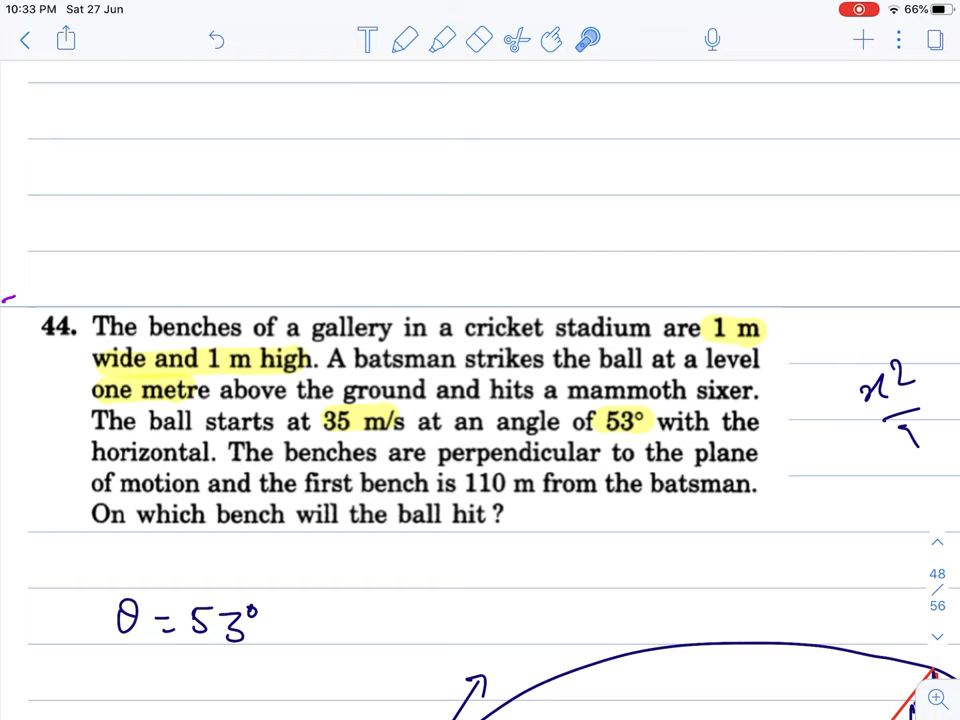 10:33 PM Sat 27 Jun
66%
T
44. The benches of a gallery in a cricket stadium are 1 m
wide and 1 m high. A batsman strikes the ball at a level
one metre above the ground and hits a mammoth sixer.
The ball starts at 35 m/s at an angle of 53° with the
horizontal. The benches are perpendicular to the plane
of motion and the first bench is 110 m from the batsman.
On which bench will the ball hit ?
48
/
56
θ = 53°